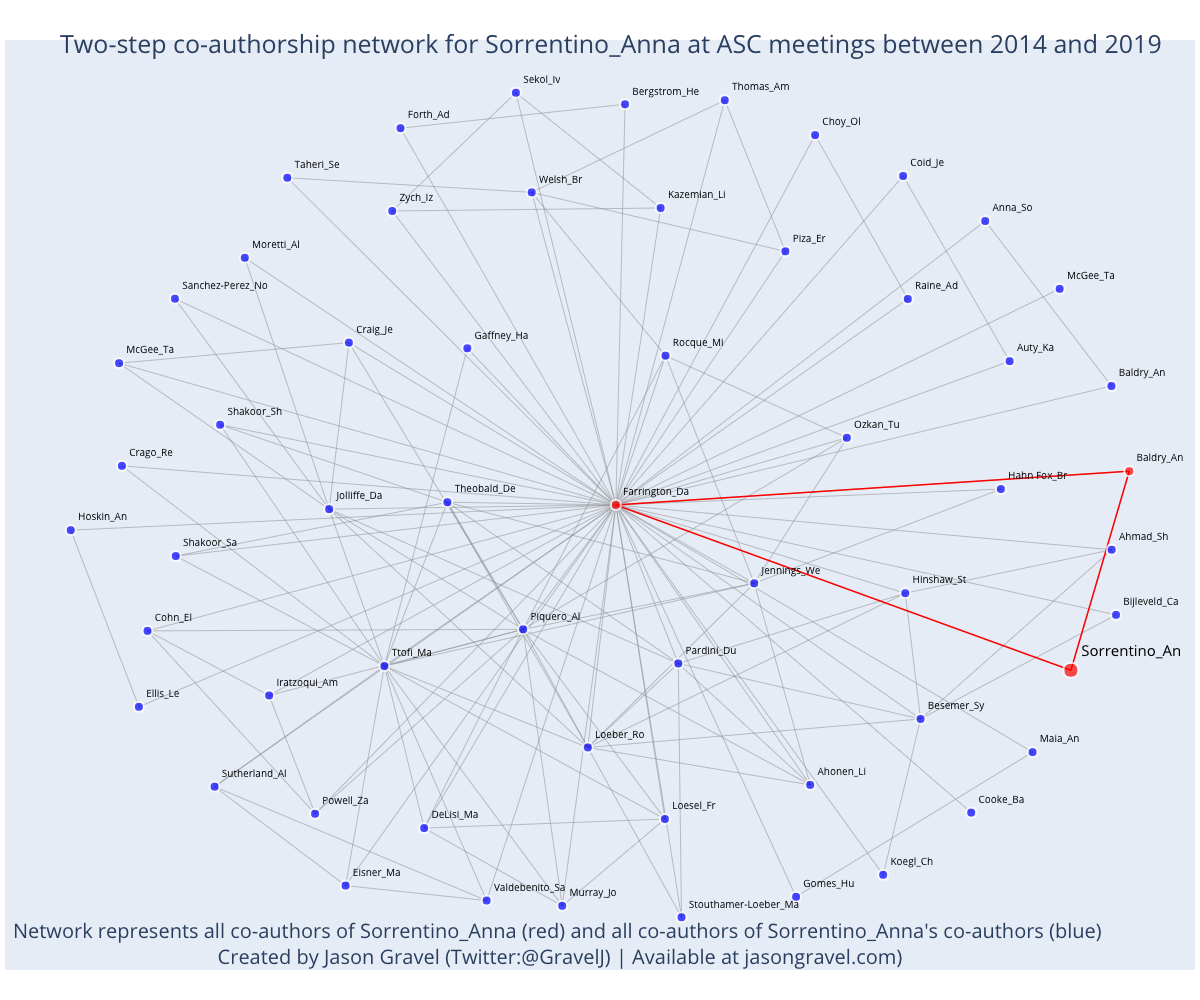 Two-step co-authorship network for Sorrentino_Anna at ASC meetings between 2014 and 2019
Sekol_Iv
Thomas_Am
Bergstrom_He
Forth_Ad
Choy_Ol
Coid_Je
Taheri_Se
Welsh_Br
Kazemian_Li
Zych_Iz
Anna_So
Piza_Er
Moretti_Al
McGee_Ta
Sanchez-Perez_No
Raine_Ad
Craig_Je
Gaffney_Ha
Rocque_Mi
McGee_Ta
Auty_Ka
Baldry_An
Shakoor_Sh
Ozkan_Tu
Crago_Re
Baldry_An
Hahn Fox_Br
Jolliffe_Da
Theobald_De
Farrington_Da
Hoskin_An
Ahmad_Sh
Shakoor_Sa
Jennings_We
Hinshaw_St
Bijleveld_Ca
Cohn_El
Piquero_Al
Ttofi_Ma
Pardini_Du
Sorrentino_An
Iratzoqui_Am
Ellis_Le
Besemer_Sy
Loeber_Ro
Maia_An
Sutherland_Al
Ahonen_Li
Powell_Za
DeLisi_Ma
Loesel_Fr
Cooke_Ba
Eisner_Ma
Koegl_Ch
Valdebenito_Sa
Murray_Jo
Gomes_Hu
Stouthamer-Loeber_Ma
Network represents all co-authors of Sorrentino_Anna (red) and all co-authors of Sorrentino_Anna's co-authors (blue)
Created by Jason Gravel (Twitter:@GravelJ) | Available at jasongravel.com)